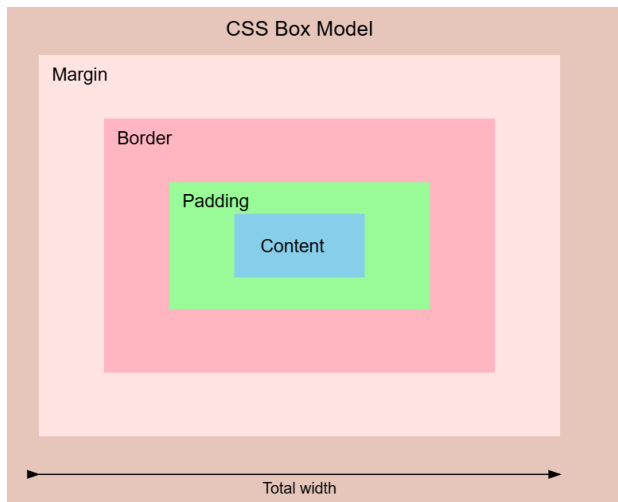 CSS Box Model
Margin
Border
Padding
Content
Total width